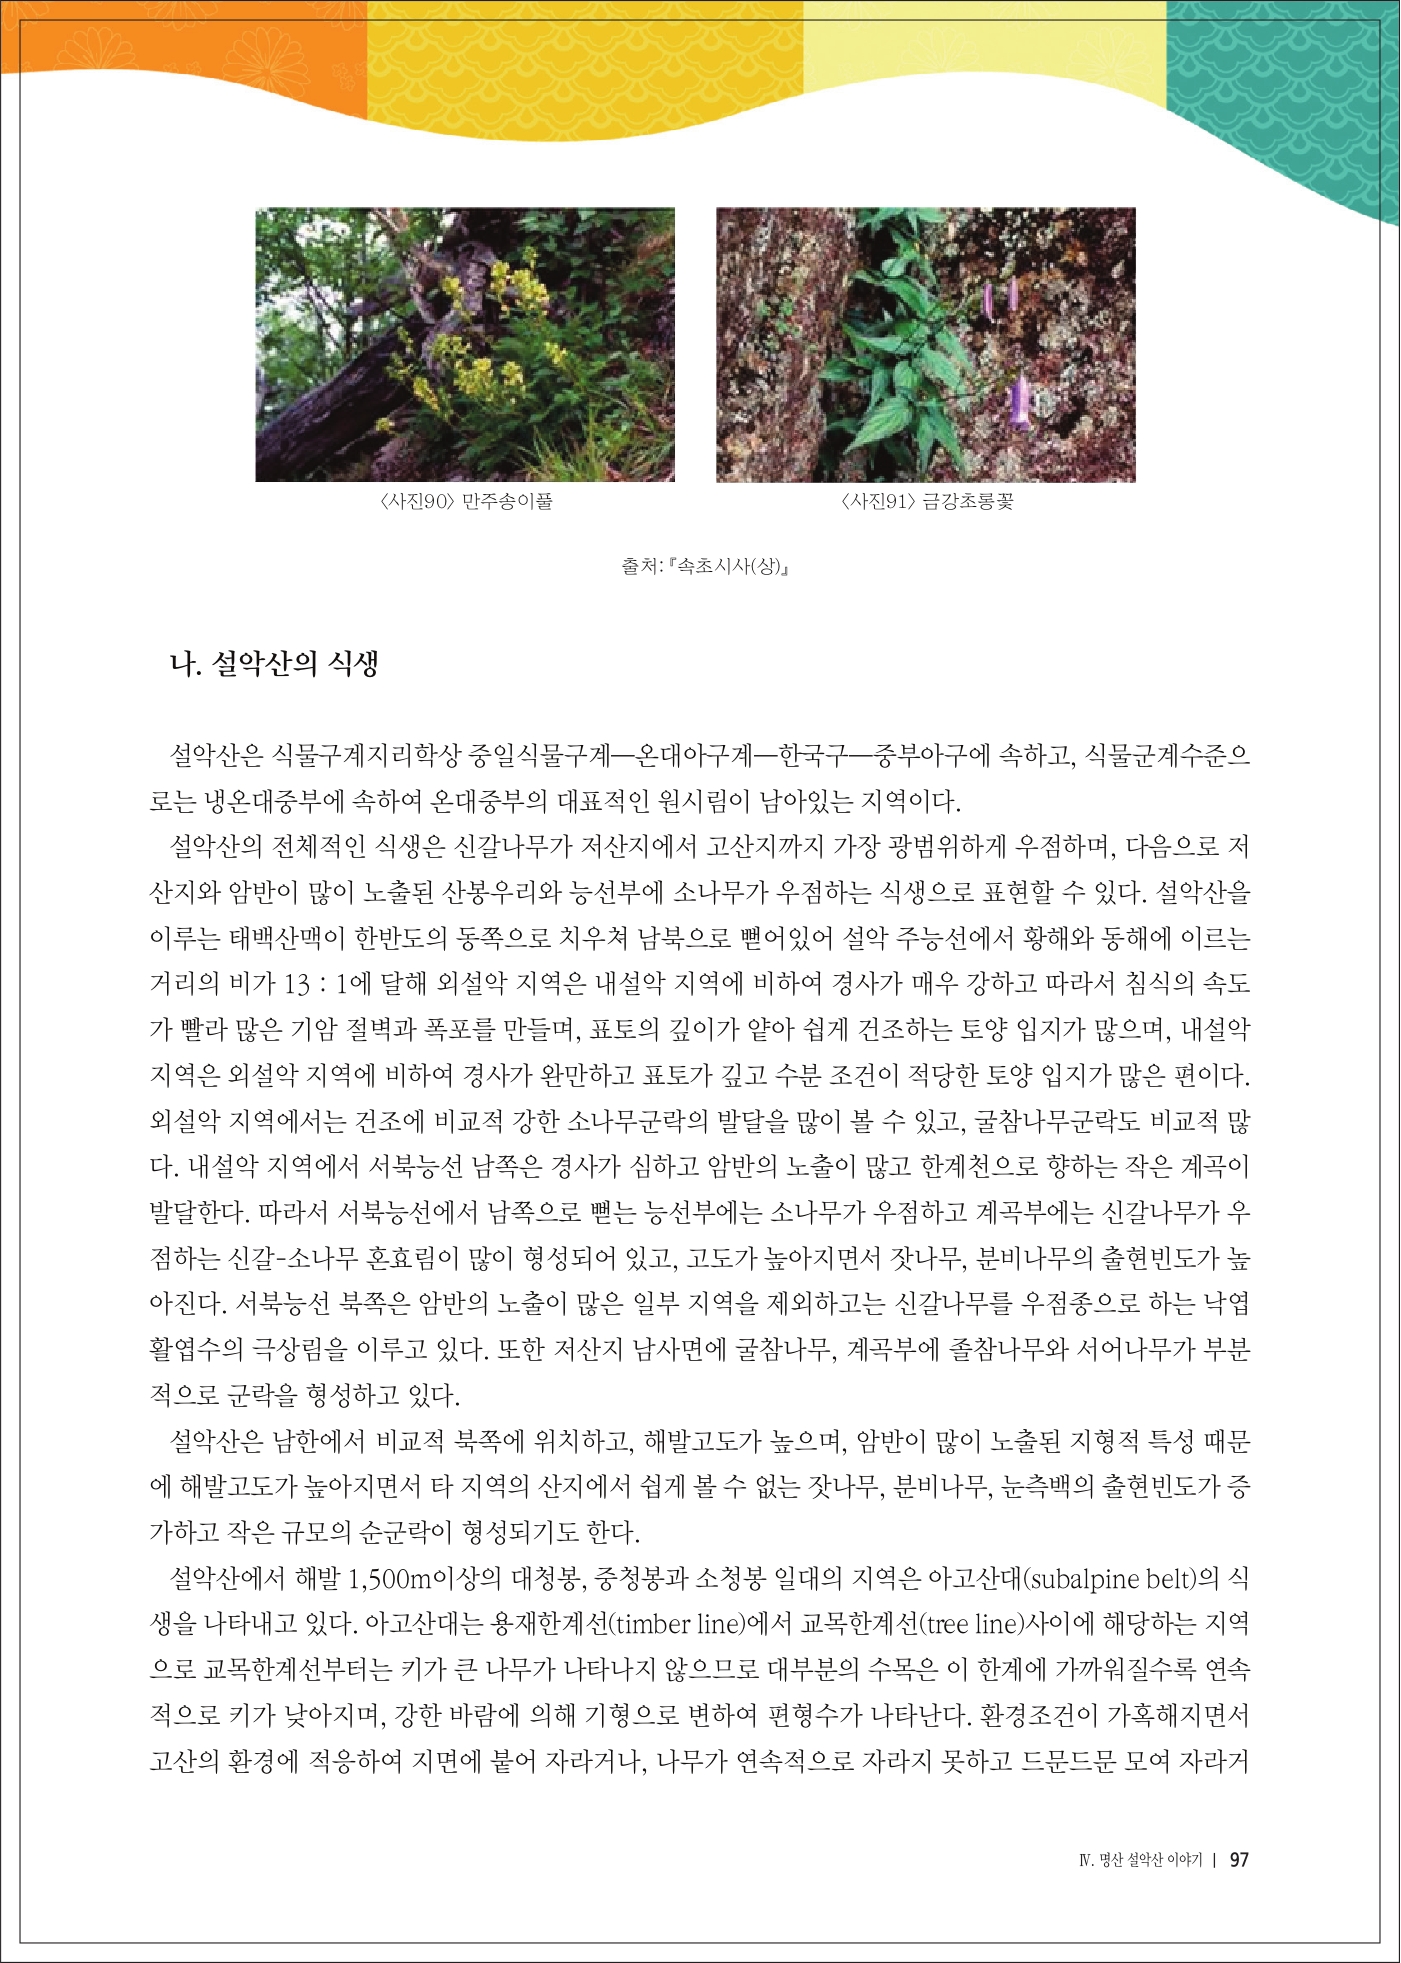 〈사진90〉 만주송이풀
〈사진91〉 금강초롱꽃
출처: 『속초시사(상)』
나. 설악산의 식생
설악산은 식물구계지리학상 중일식물구계―온대아구계―한국구―중부아구에 속하고, 식물군계수준으
로는 냉온대중부에 속하여 온대중부의 대표적인 원시림이 남아있는 지역이다.
설악산의 전체적인 식생은 신갈나무가 저산지에서 고산지까지 가장 광범위하게 우점하며, 다음으로 저
산지와 암반이 많이 노출된 산봉우리와 능선부에 소나무가 우점하는 식생으로 표현할 수 있다. 설악산을
이루는 태백산맥이 한반도의 동쪽으로 치우쳐 남북으로 뻗어있어 설악 주능선에서 황해와 동해에 이르는
거리의 비가 13 : 1에 달해 외설악 지역은 내설악 지역에 비하여 경사가 매우 강하고 따라서 침식의 속도
가 빨라 많은 기암 절벽과 폭포를 만들며, 표토의 깊이가 얕아 쉽게 건조하는 토양 입지가 많으며, 내설악
지역은 외설악 지역에 비하여 경사가 완만하고 표토가 깊고 수분 조건이 적당한 토양 입지가 많은 편이다.
외설악 지역에서는 건조에 비교적 강한 소나무군락의 발달을 많이 볼 수 있고, 굴참나무군락도 비교적 많
다. 내설악 지역에서 서북능선 남쪽은 경사가 심하고 암반의 노출이 많고 한계천으로 향하는 작은 계곡이
발달한다. 따라서 서북능선에서 남쪽으로 뻗는 능선부에는 소나무가 우점하고 계곡부에는 신갈나무가 우
점하는 신갈-소나무 혼효림이 많이 형성되어 있고, 고도가 높아지면서 잣나무, 분비나무의 출현빈도가 높
아진다. 서북능선 북쪽은 암반의 노출이 많은 일부 지역을 제외하고는 신갈나무를 우점종으로 하는 낙엽
활엽수의 극상림을 이루고 있다. 또한 저산지 남사면에 굴참나무, 계곡부에 졸참나무와 서어나무가 부분
적으로 군락을 형성하고 있다.
설악산은 남한에서 비교적 북쪽에 위치하고, 해발고도가 높으며, 암반이 많이 노출된 지형적 특성 때문
에 해발고도가 높아지면서 타 지역의 산지에서 쉽게 볼 수 없는 잣나무, 분비나무, 눈측백의 출현빈도가 증
가하고 작은 규모의 순군락이 형성되기도 한다.
설악산에서 해발 1,500m이상의 대청봉, 중청봉과 소청봉 일대의 지역은 아고산대(subalpine belt)의 식
생을 나타내고 있다. 아고산대는 용재한계선(timber line)에서 교목한계선(tree line)사이에 해당하는 지역
으로 교목한계선부터는 키가 큰 나무가 나타나지 않으므로 대부분의 수목은 이 한계에 가까워질수록 연속
적으로 키가 낮아지며, 강한 바람에 의해 기형으로 변하여 편형수가 나타난다. 환경조건이 가혹해지면서
고산의 환경에 적응하여 지면에 붙어 자라거나, 나무가 연속적으로 자라지 못하고 드문드문 모여 자라거
Ⅳ. 명산 설악산 이야기 | 97